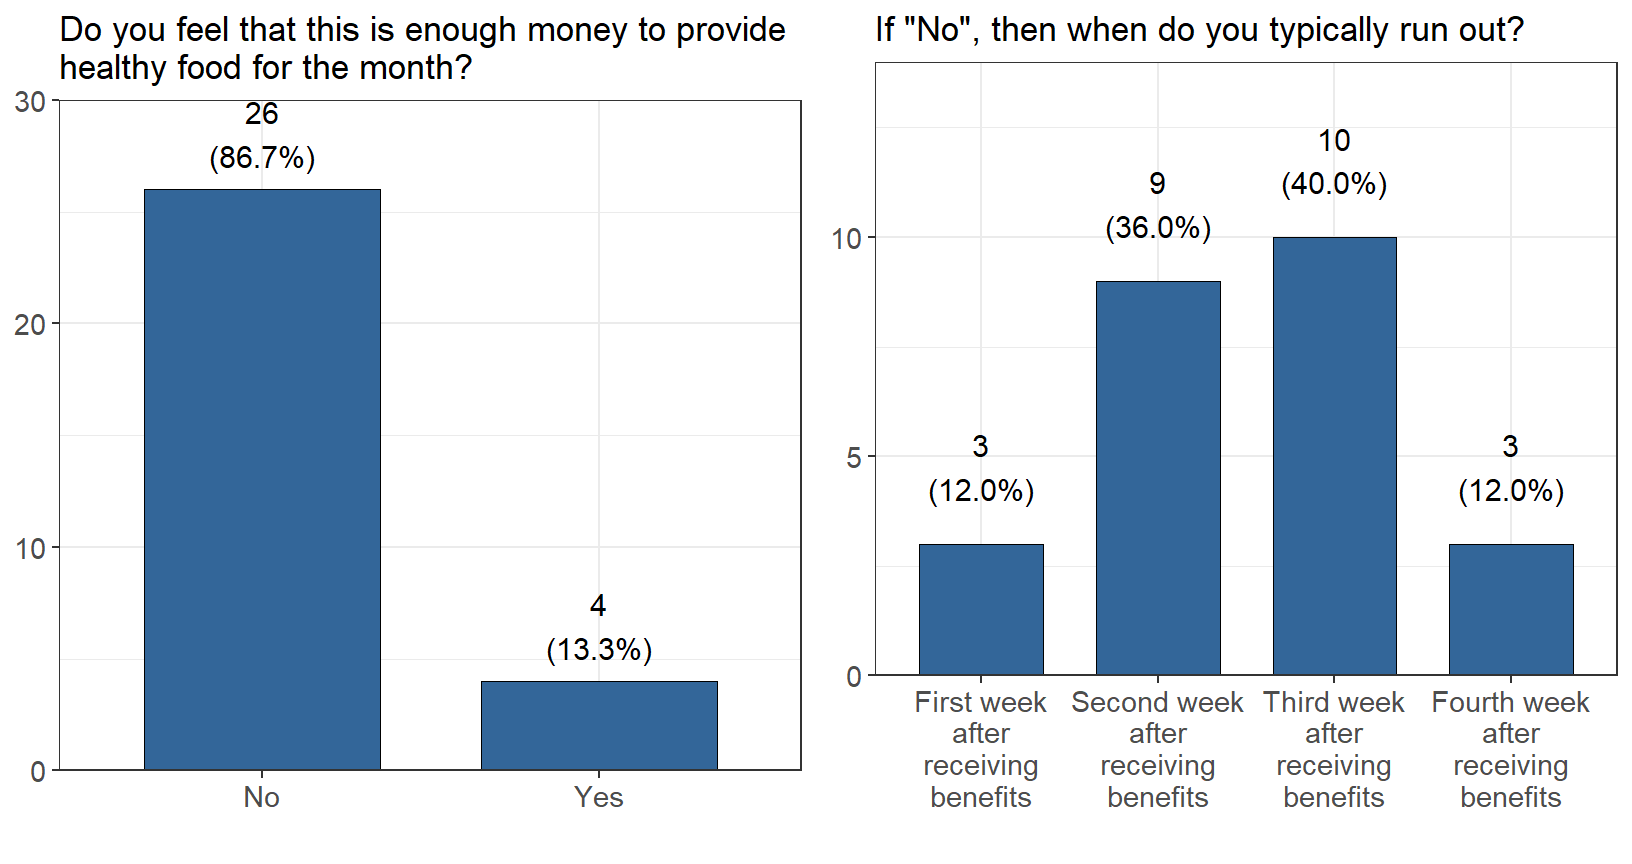 Do you feel that this is enough money to provide
healthy food for the month?
30
20
10
0
26
(86.7%)
4
(13.3%)
No
Yes
If "No", then when do you typically run out?
10
5
0
3
(12.0%)
9
(36.0%)
10
(40.0%)
3
(12.0%)
First week
after
receiving
benefits
Second week
after
receiving
benefits
Third week
after
receiving
benefits
Fourth week
after
receiving
benefits